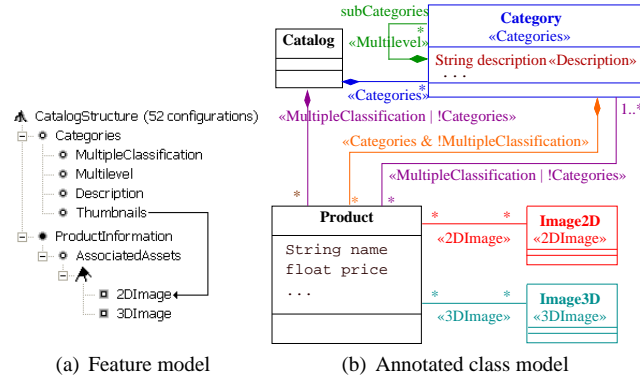 CatalogStructure (52 configurations)
Categories
MultipleClassification
Multilevel
Description
Thumbnails
ProductInformation
AssociatedAssets
2DImage
3DImage
(a) Feature model
subCategories
*
«Multilevel»
Catalog
Category
«Categories»
String description «Description»
. . .
*
«Categories»
«MultipleClassification | !Categories»
1..*
«Categories & !MultipleClassification»
«MultipleClassification | !Categories»
*
*
*
Product
String name
float price
...
* *
«2DImage»
Image2D
«2DImage»
* *
«3DImage»
Image3D
«3DImage»
(b) Annotated class model